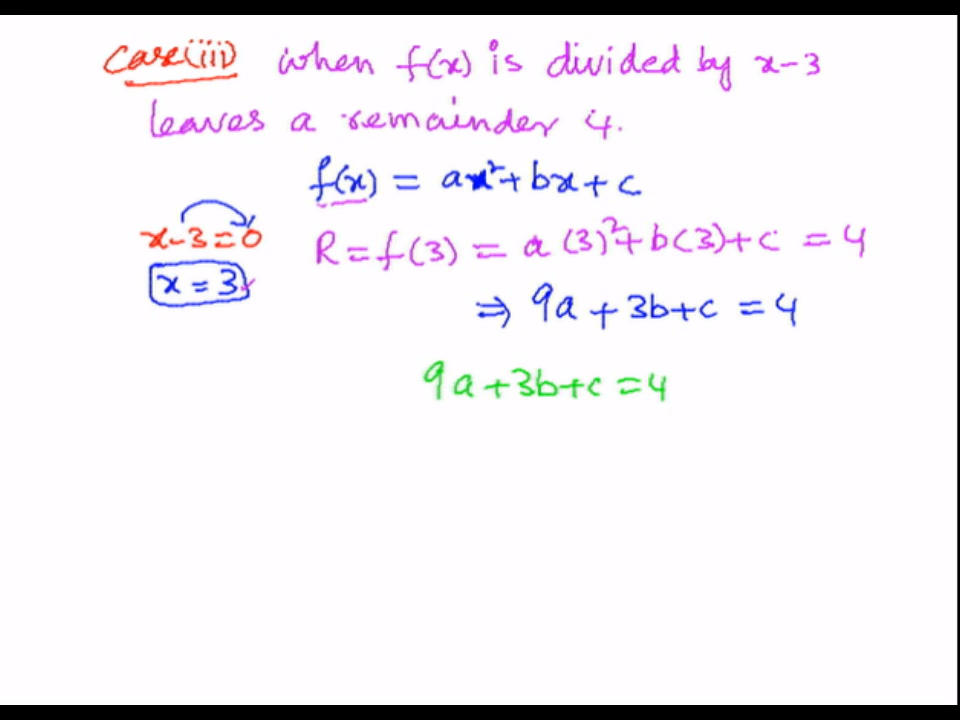 Case(iii) when f(x) is divided by x-3
leaves a remainder 4.
f(x) = ax²+bx+c
x-3=0
R=f(3) = a(3)²+b(3)+c = 4
x = 3
⇒ 9a+3b+c = 4
9a+3b+c=4